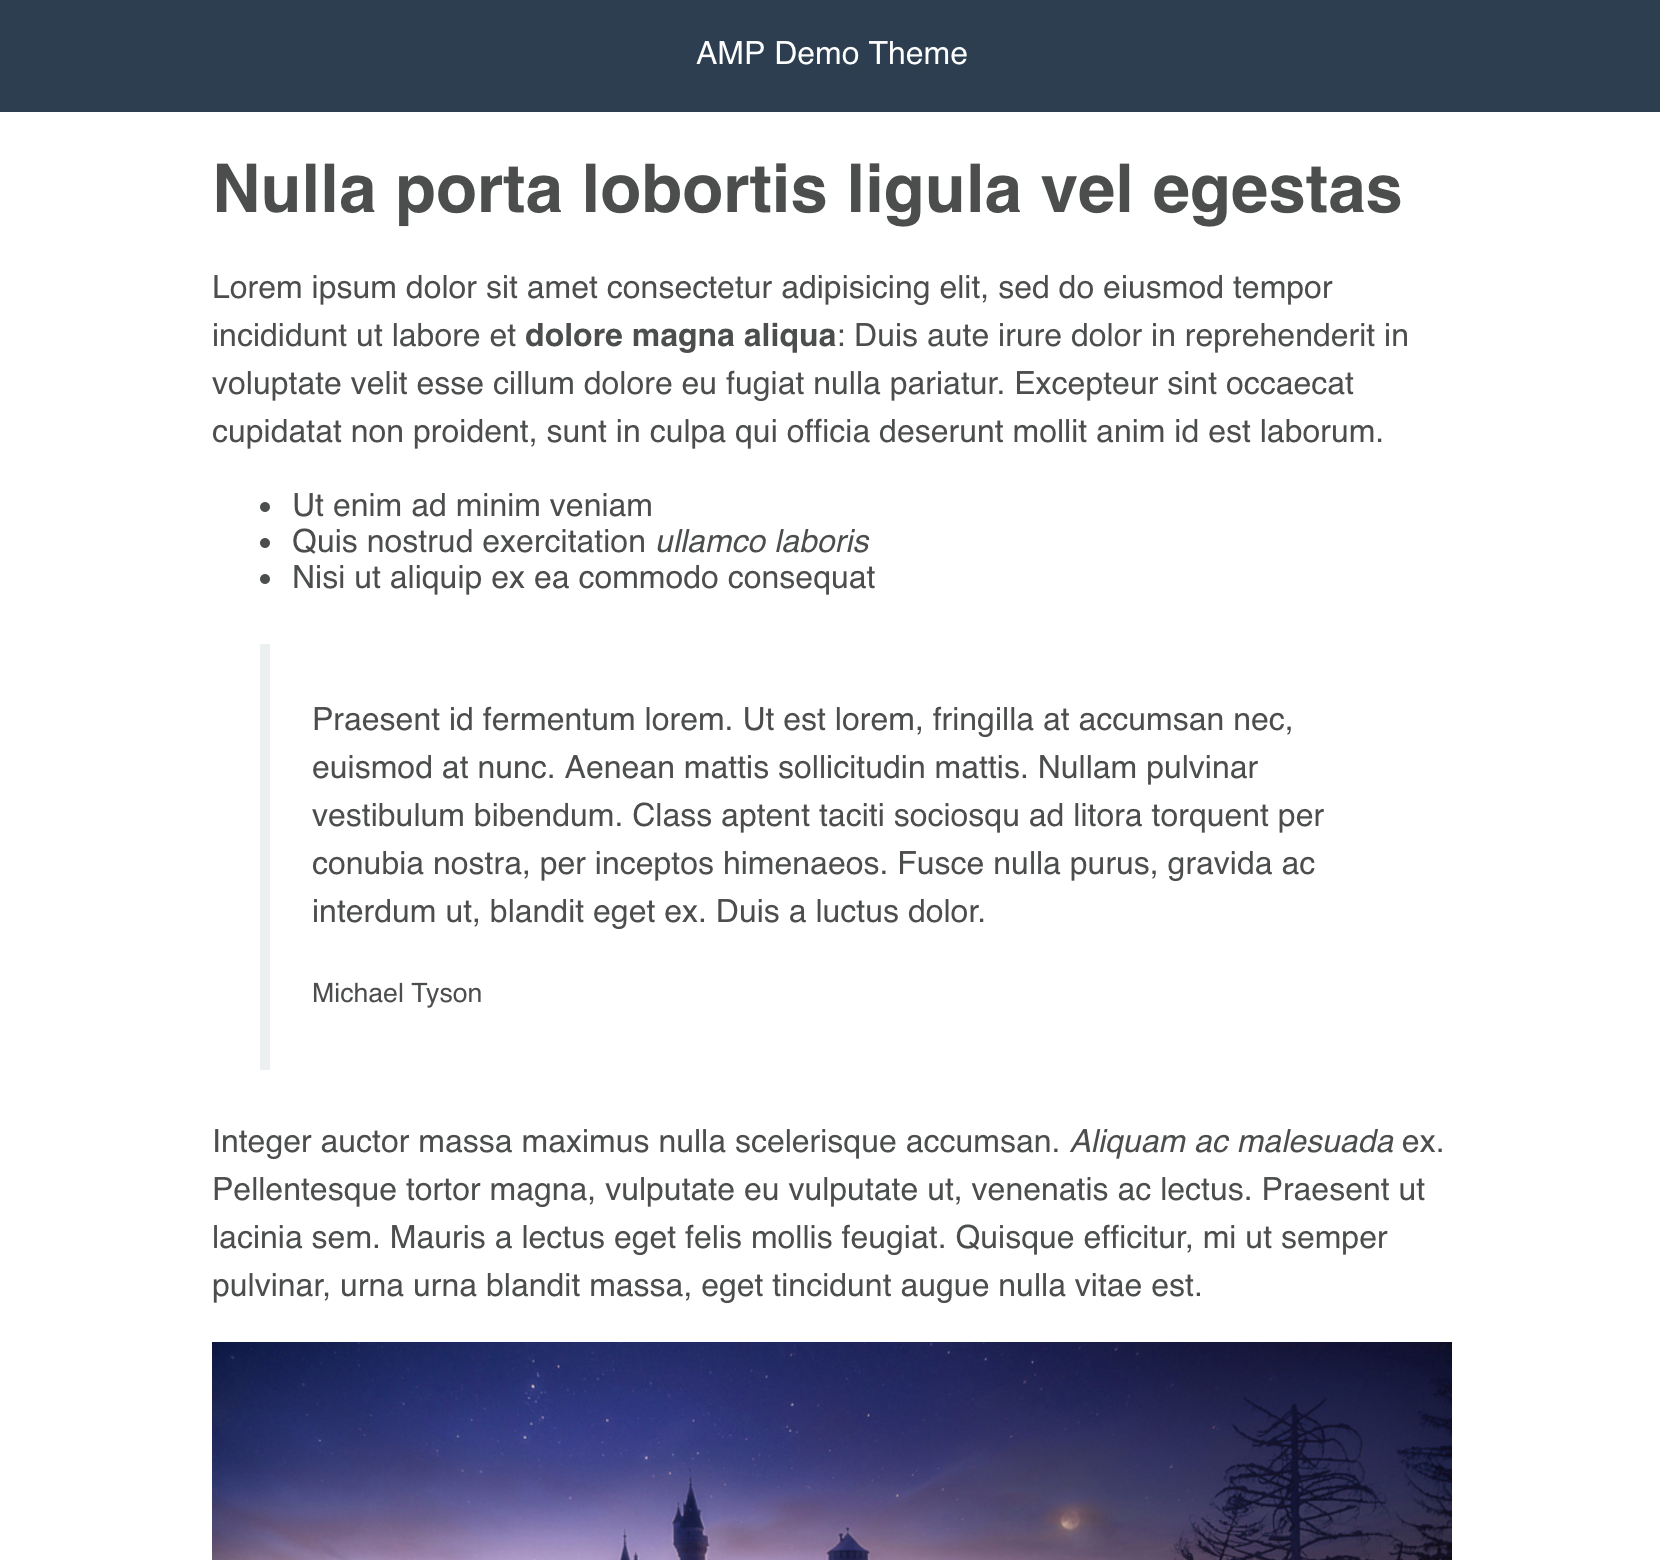 AMP Demo Theme
Nulla porta lobortis ligula vel egestas
Lorem ipsum dolor sit amet consectetur adipisicing elit, sed do eiusmod tempor
incididunt ut labore et dolore magna aliqua: Duis aute irure dolor in reprehenderit in
voluptate velit esse cillum dolore eu fugiat nulla pariatur. Excepteur sint occaecat
cupidatat non proident, sunt in culpa qui officia deserunt mollit anim id est laborum.
• Ut enim ad minim veniam
• Quis nostrud exercitation ullamco laboris
• Nisi ut aliquip ex ea commodo consequat
Praesent id fermentum lorem. Ut est lorem, fringilla at accumsan nec,
euismod at nunc. Aenean mattis sollicitudin mattis. Nullam pulvinar
vestibulum bibendum. Class aptent taciti sociosqu ad litora torquent per
conubia nostra, per inceptos himenaeos. Fusce nulla purus, gravida ac
interdum ut, blandit eget ex. Duis a luctus dolor.
Michael Tyson
Integer auctor massa maximus nulla scelerisque accumsan. Aliquam ac malesuada ex.
Pellentesque tortor magna, vulputate eu vulputate ut, venenatis ac lectus. Praesent ut
lacinia sem. Mauris a lectus eget felis mollis feugiat. Quisque efficitur, mi ut semper
pulvinar, urna urna blandit massa, eget tincidunt augue nulla vitae est.